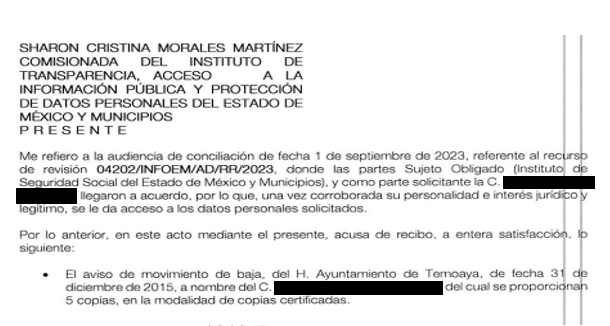 SHARON CRISTINA MORALES MARTÍNEZ
COMISIONADA DEL INSTITUTO DE
TRANSPARENCIA, ACCESO A LA
INFORMACIÓN PÚBLICA Y PROTECCIÓN
DE DATOS PERSONALES DEL ESTADO DE
MÉXICO Y MUNICIPIOS
P R E S E N T E
Me refiero a la audiencia de conciliación de fecha 1 de septiembre de 2023, referente al recurso
de revisión 04202/INFOEM/AD/RR/2023, donde las partes Sujeto Obligado (Instituto de
Seguridad Social del Estado de México y Municipios), y como parte solicitante la C.
llegaron a acuerdo, por lo que, una vez corroborada su personalidad e interés jurídico y
legítimo, se le da acceso a los datos personales solicitados.
Por lo anterior, en este acto mediante el presente, acusa de recibo, a entera satisfacción, lo
siguiente:
• El aviso de movimiento de baja, del H. Ayuntamiento de Temoaya, de fecha 31 de
diciembre de 2015, a nombre del C. del cual se proporcionan
5 copias, en la modalidad de copias certificadas.